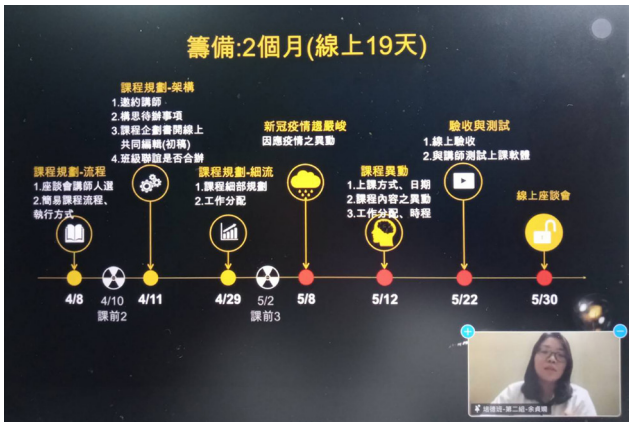 籌備:2個月(線上19天)
課程規劃-流程
1.座談會講師人選
2.簡易課程流程、
執行方式
課程規劃-架構
1.邀約講師
2.構思待辦事項
3.課程企劃書開線上
共同編輯(初稿)
4.班級聯誼是否合辦
課程規劃-細流
1.課程細部規劃
2.工作分配
新冠疫情趨嚴峻
因應疫情之異動
課程異動
1.上課方式、日期
2.課程內容之異動
3.工作分配、時程
驗收與測試
1.線上驗收
2.與講師測試上課軟體
線上座談會
4/8
4/10
課前2
4/11
4/29
5/2
課前3
5/8
5/12
5/22
5/30
班-第二組-余貞